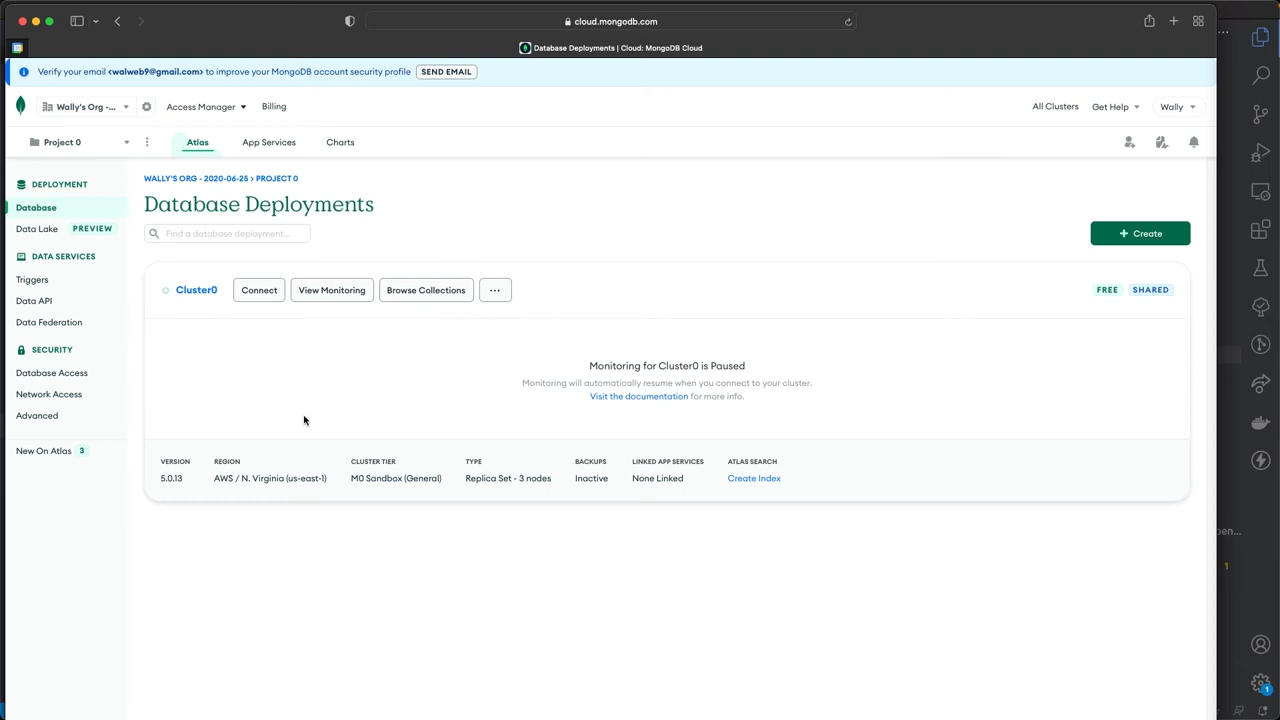 cloud.mongodb.com
Database Deployments | Cloud: MongoDB Cloud
Verify your email <walweb9@gmail.com> to improve your MongoDB account security profile SEND EMAIL
Wally's Org -... Access Manager Billing All Clusters Get Help Wally
Project 0 Atlas App Services Charts
WALLY'S ORG - 2020-06-25 > PROJECT 0
Database Deployments
Find a database deployment...
Create
DEPLOYMENT
Database
Data Lake PREVIEW
DATA SERVICES
Triggers
Data API
Data Federation
SECURITY
Database Access
Network Access
Advanced
New On Atlas 3
Cluster0 Connect View Monitoring Browse Collections ... FREE SHARED
Monitoring for Cluster0 is Paused
Monitoring will automatically resume when you connect to your cluster.
Visit the documentation for more info.
VERSION REGION CLUSTER TIER TYPE BACKUPS LINKED APP SERVICES ATLAS SEARCH
5.0.13 AWS / N. Virginia (us-east-1) M0 Sandbox (General) Replica Set - 3 nodes Inactive None Linked Create Index
pen...
1
1